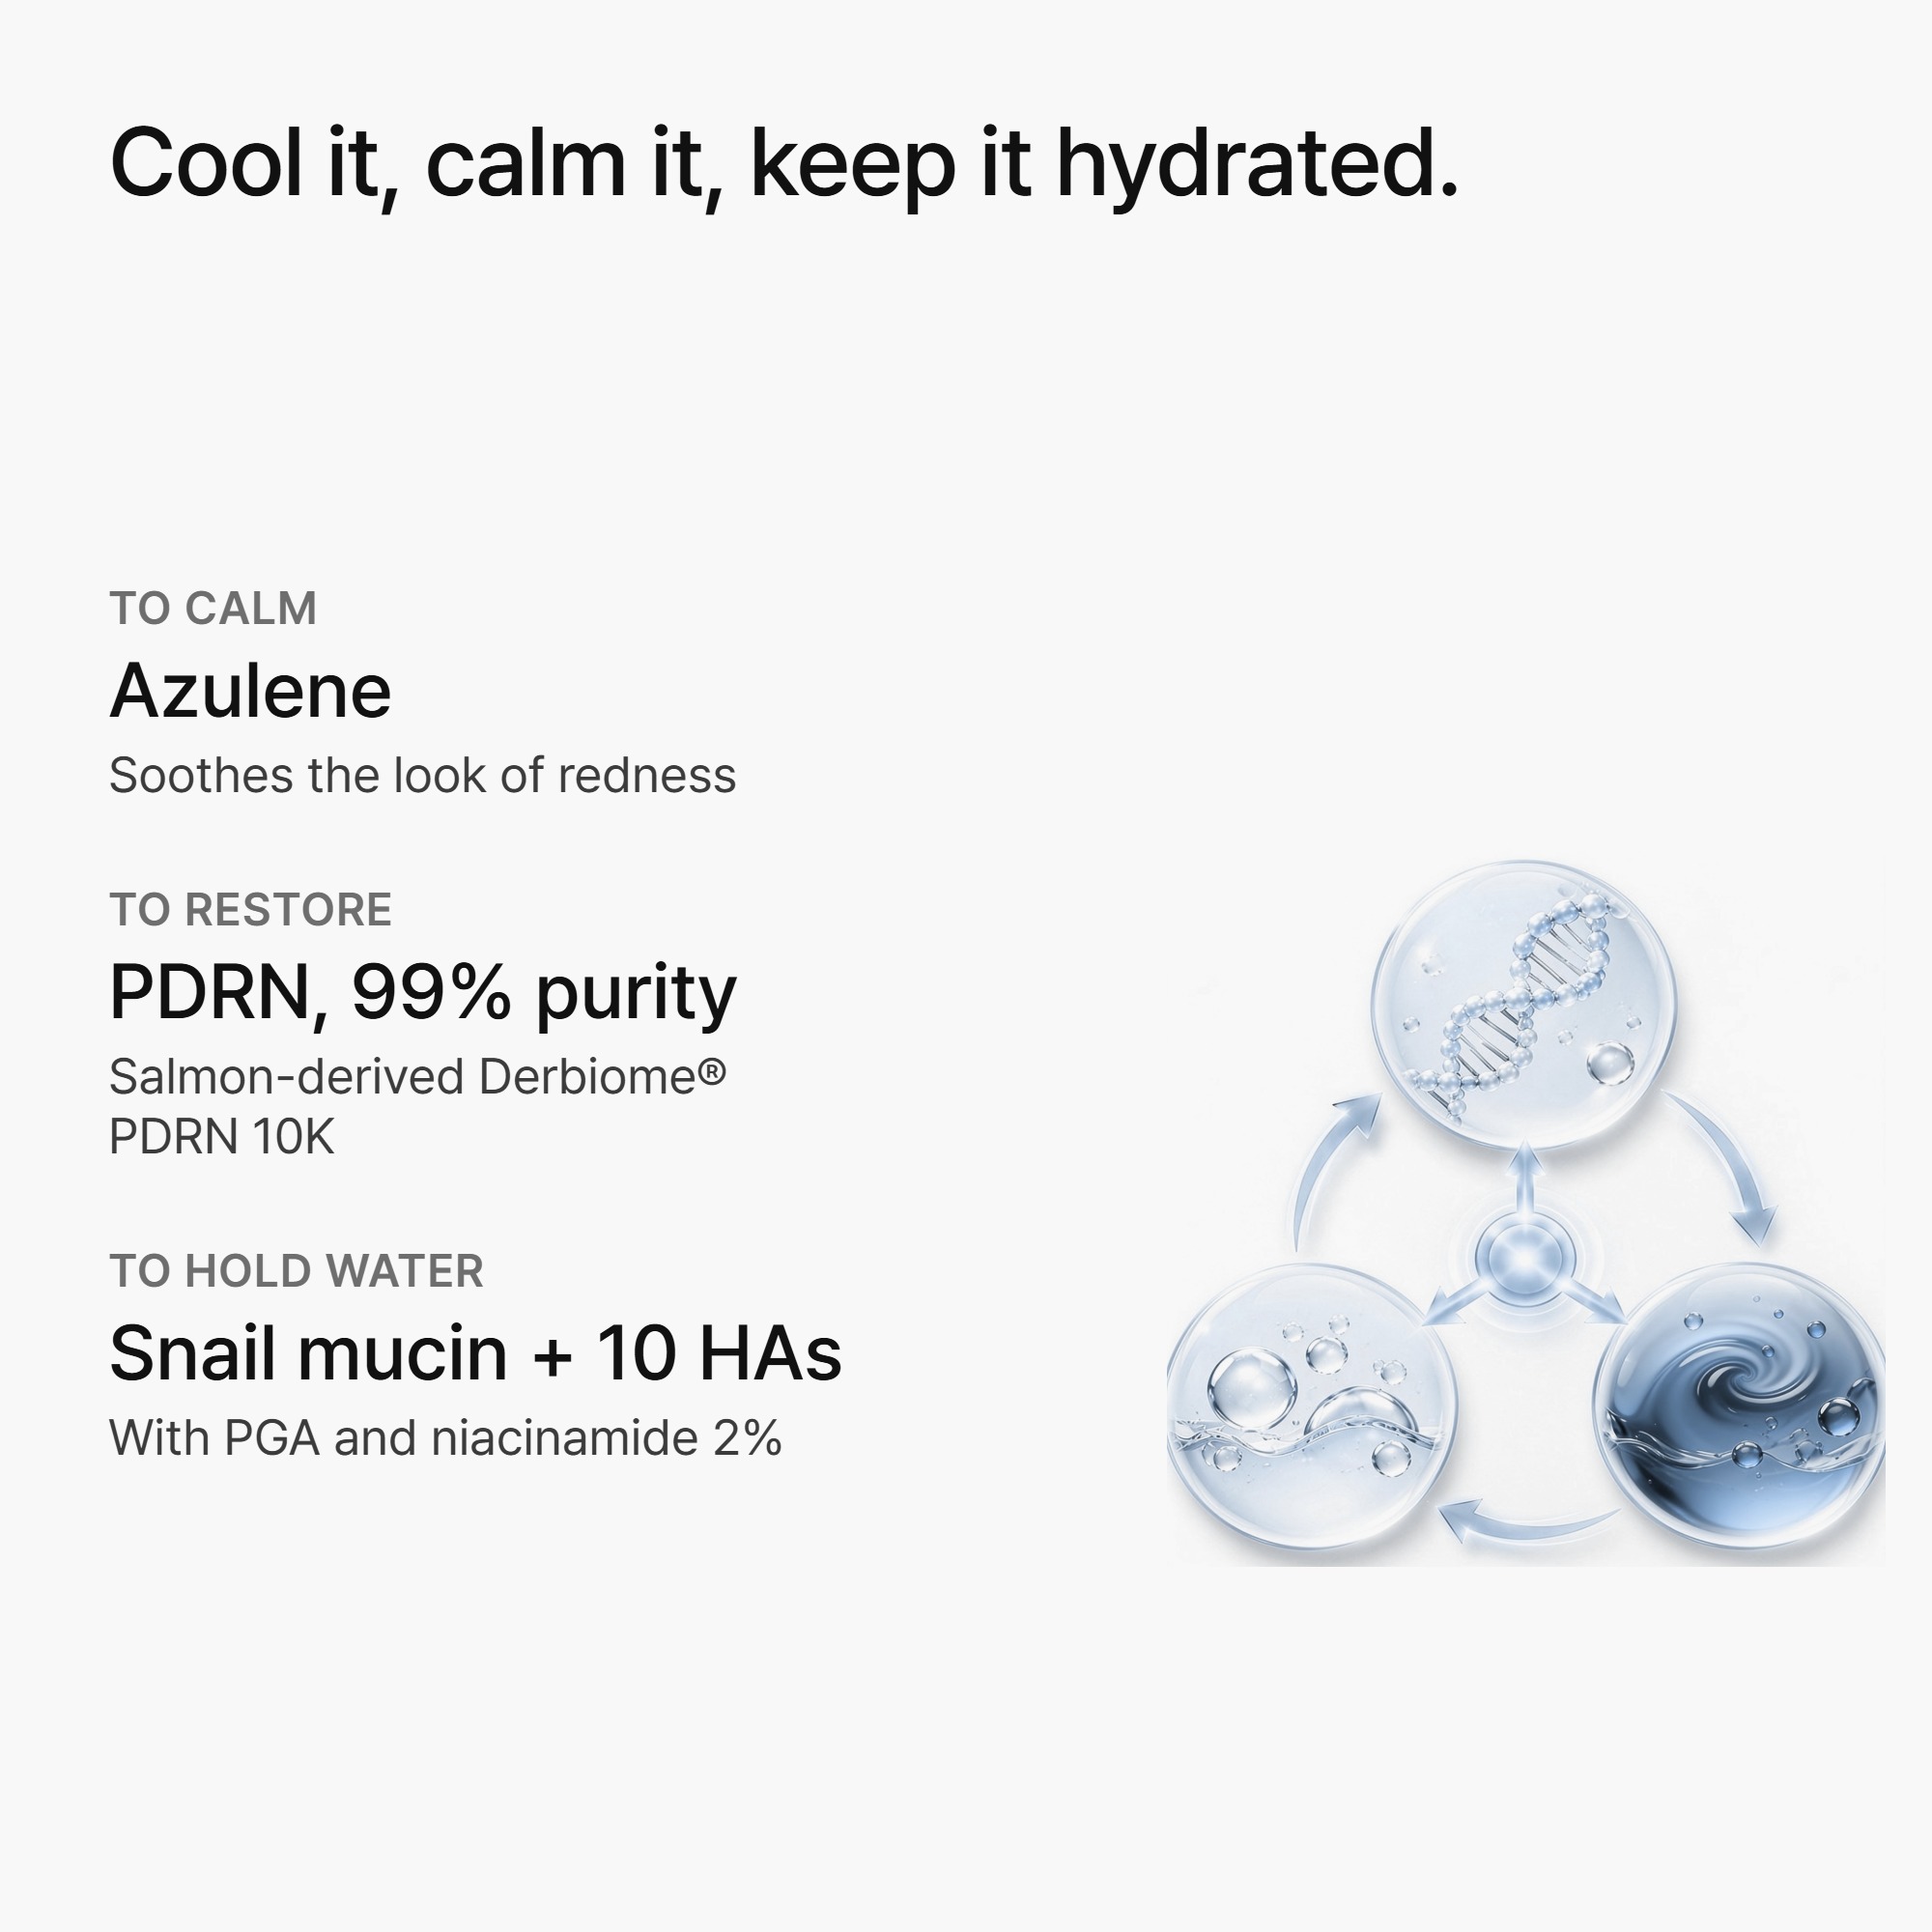 Cool it, calm it, keep it hydrated.
TO CALM
Azulene
Soothes the look of redness
TO RESTORE
PDRN, 99% purity
Salmon-derived Derbiome®
PDRN 10K
TO HOLD WATER
Snail mucin + 10 HAs
With PGA and niacinamide 2%